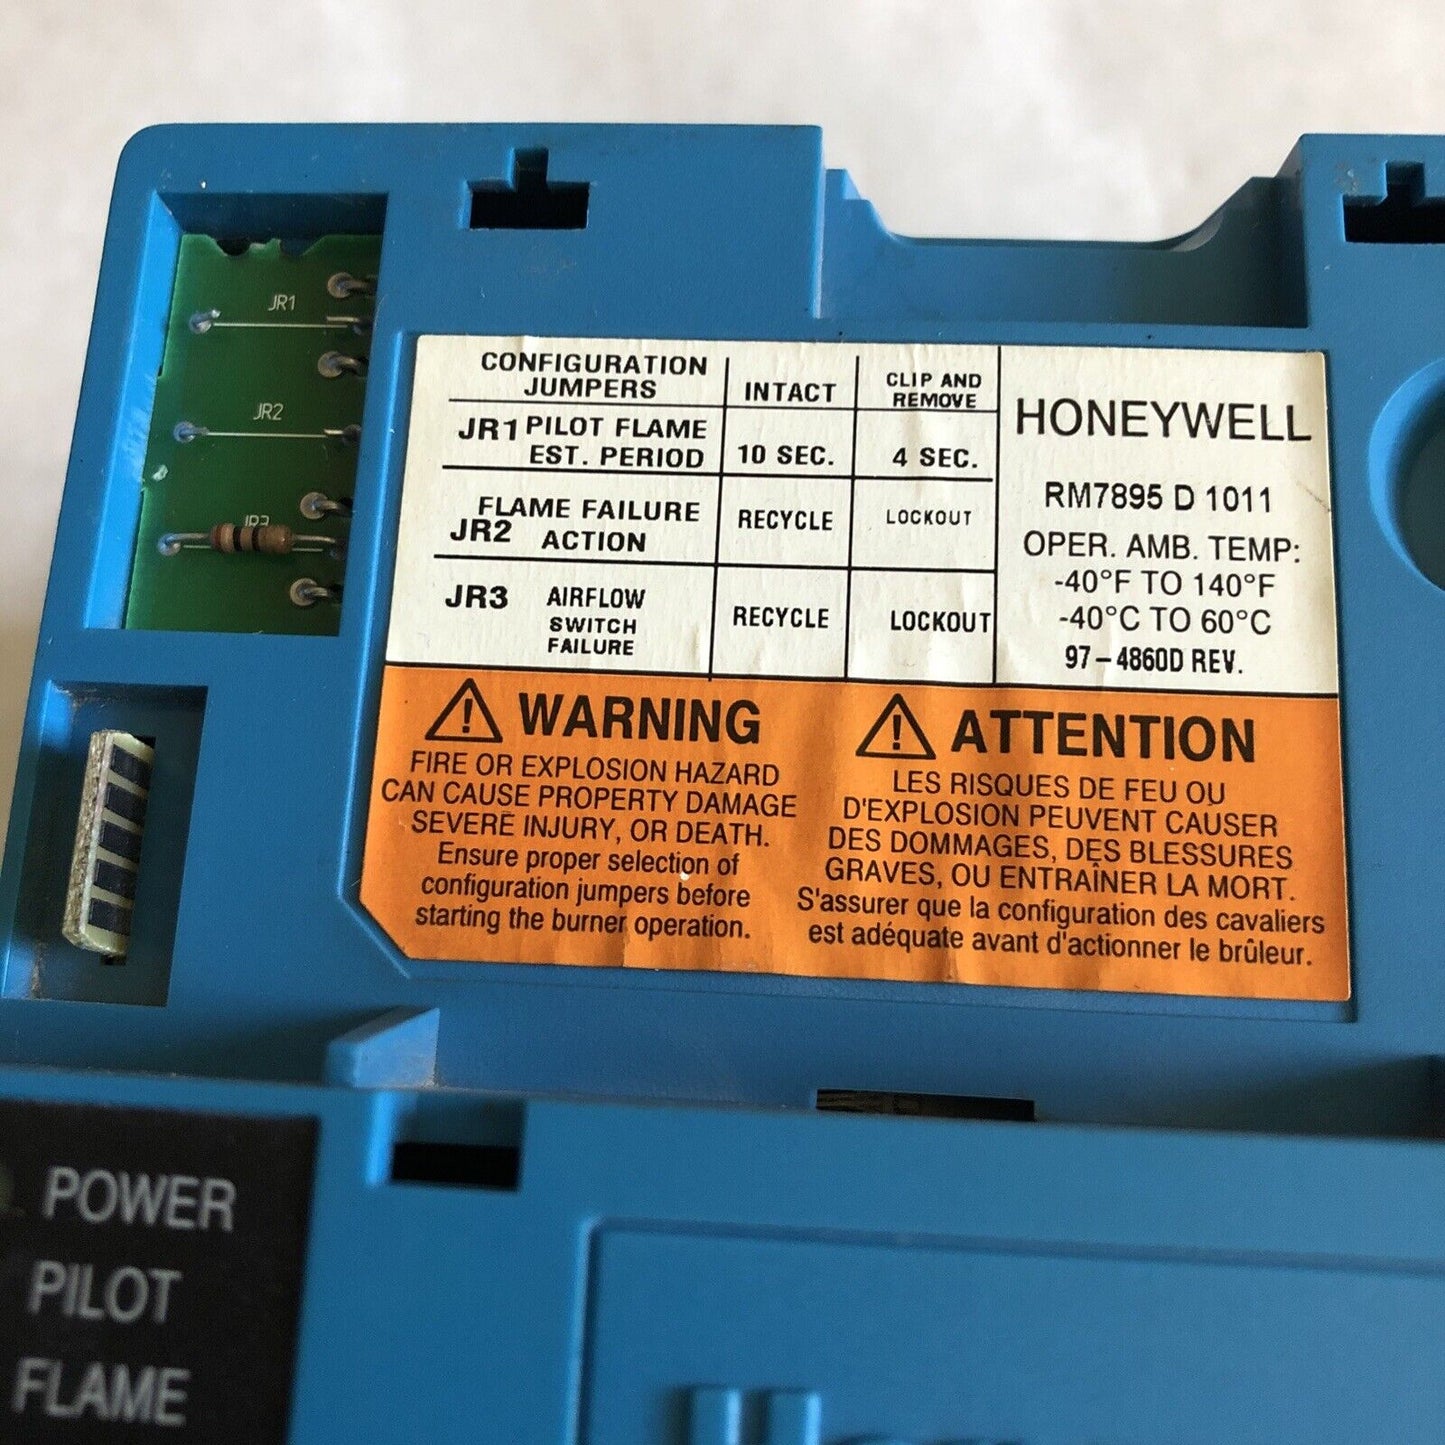 JR1
JR2
JR3
CONFIGURATION JUMPERS
INTACT
CLIP AND REMOVE
JR1 PILOT FLAME EST. PERIOD
10 SEC.
4 SEC.
JR2 FLAME FAILURE ACTION
RECYCLE
LOCKOUT
JR3 AIRFLOW SWITCH FAILURE
RECYCLE
LOCKOUT
HONEYWELL
RM7895 D 1011
OPER. AMB. TEMP:
-40°F TO 140°F
-40°C TO 60°C
97-4860D REV.
WARNING
FIRE OR EXPLOSION HAZARD
CAN CAUSE PROPERTY DAMAGE
SEVERE INJURY, OR DEATH.
Ensure proper selection of
configuration jumpers before
starting the burner operation.
ATTENTION
LES RISQUES DE FEU OU
D'EXPLOSION PEUVENT CAUSER
DES DOMMAGES, DES BLESSURES
GRAVES, OU ENTRAÎNER LA MORT.
S'assurer que la configuration des cavaliers
est adéquate avant d'actionner le brûleur.
POWER
PILOT
FLAME